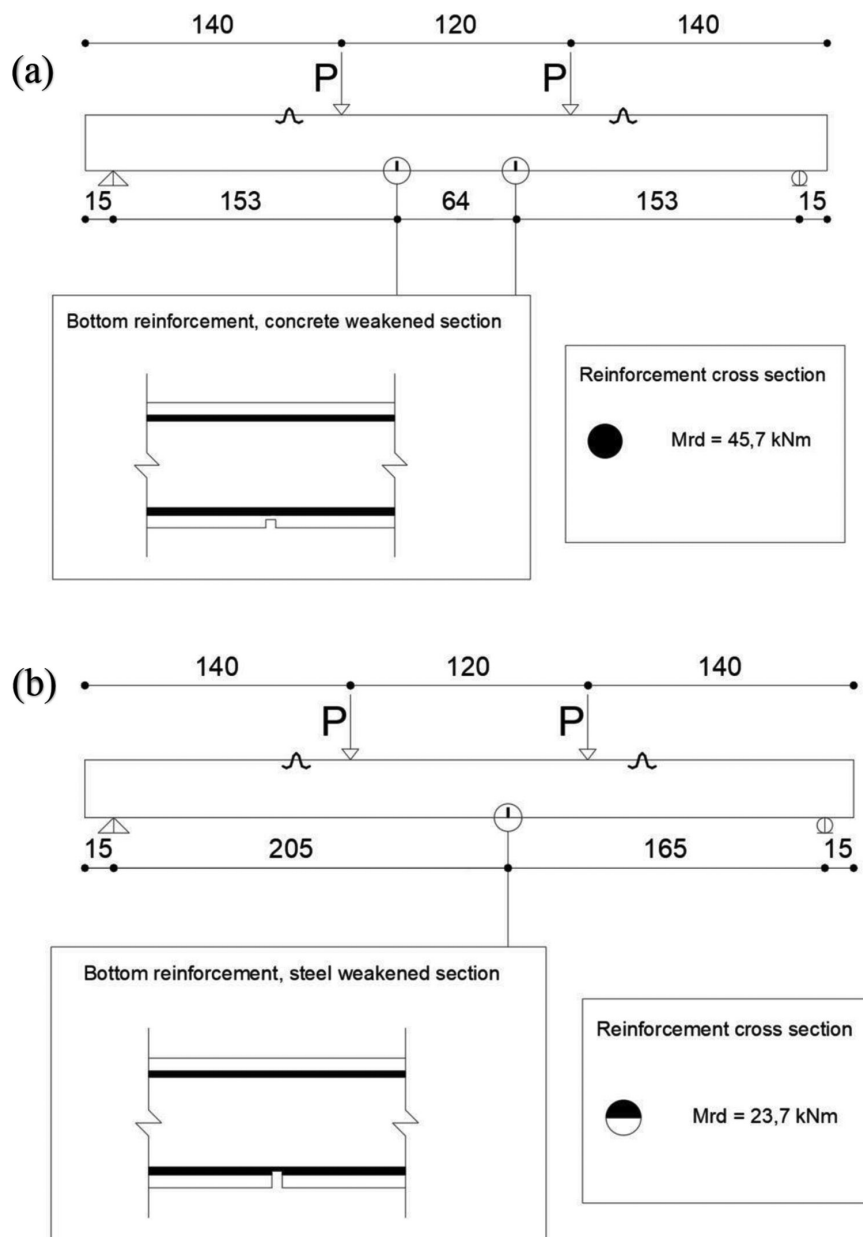 140 120 140
(a)
P P
15 153 64 153 15
Bottom reinforcement, concrete weakened section
Reinforcement cross section
Mrd = 45,7 kNm
140 120 140
(b)
P P
15 205 165 15
Bottom reinforcement, steel weakened section
Reinforcement cross section
Mrd = 23,7 kNm